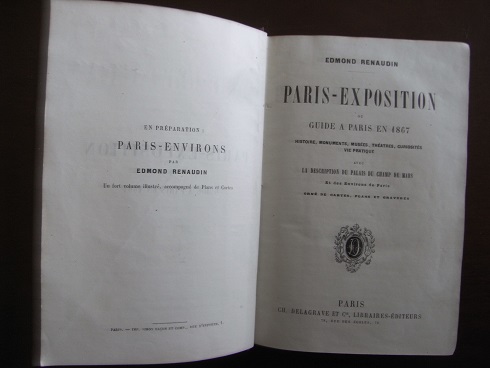 EN PRÉPARATION :
PARIS-ENVIRONS
PAR
EDMOND RENAUDIN
Un fort volume illustré, accompagné de Plans et Cartes
EDMOND RENAUDIN
PARIS-EXPOSITION
OU
GUIDE A PARIS EN 1867
HISTOIRE, MONUMENTS, MUSÉES, THÉATRES, CURIOSITÉS
VIE PRATIQUE
AVEC
LA DESCRIPTION DU PALAIS DU CHAMP DE MARS
Et des Environs de Paris
ORNÉ DE CARTES, PLANS ET GRAVURES
PARIS
CH. DELAGRAVE ET Cie, LIBRAIRES-ÉDITEURS